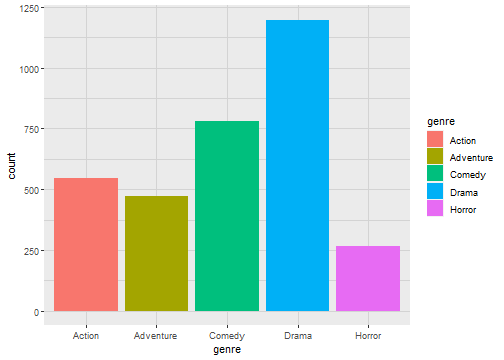 1250
1000
750
500
250
0
count
Action
Adventure
Comedy
Drama
Horror
genre
genre
Action
Adventure
Comedy
Drama
Horror